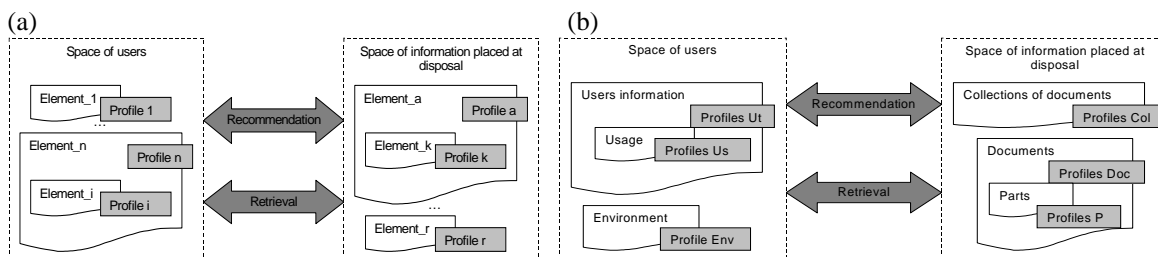 (a)
Space of users
Element_1
Profile 1
...
Element_n
Profile n
Element_i
Profile i
Recommendation
Retrieval
Space of information placed at
disposal
Element_a
Profile a
Element_k
Profile k
...
Element_r
Profile r
(b)
Space of users
Users information
Profiles Ut
Usage
Profiles Us
Environment
Profile Env
Recommendation
Retrieval
Space of information placed at
disposal
Collections of documents
Profiles Col
Documents
Profiles Doc
Parts
Profiles P